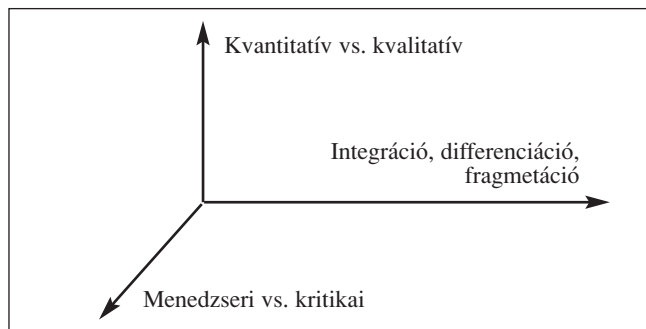 Kvantitatív vs. kvalitatív
Integráció, differenciáció,
fragmetáció
Menedzseri vs. kritikai